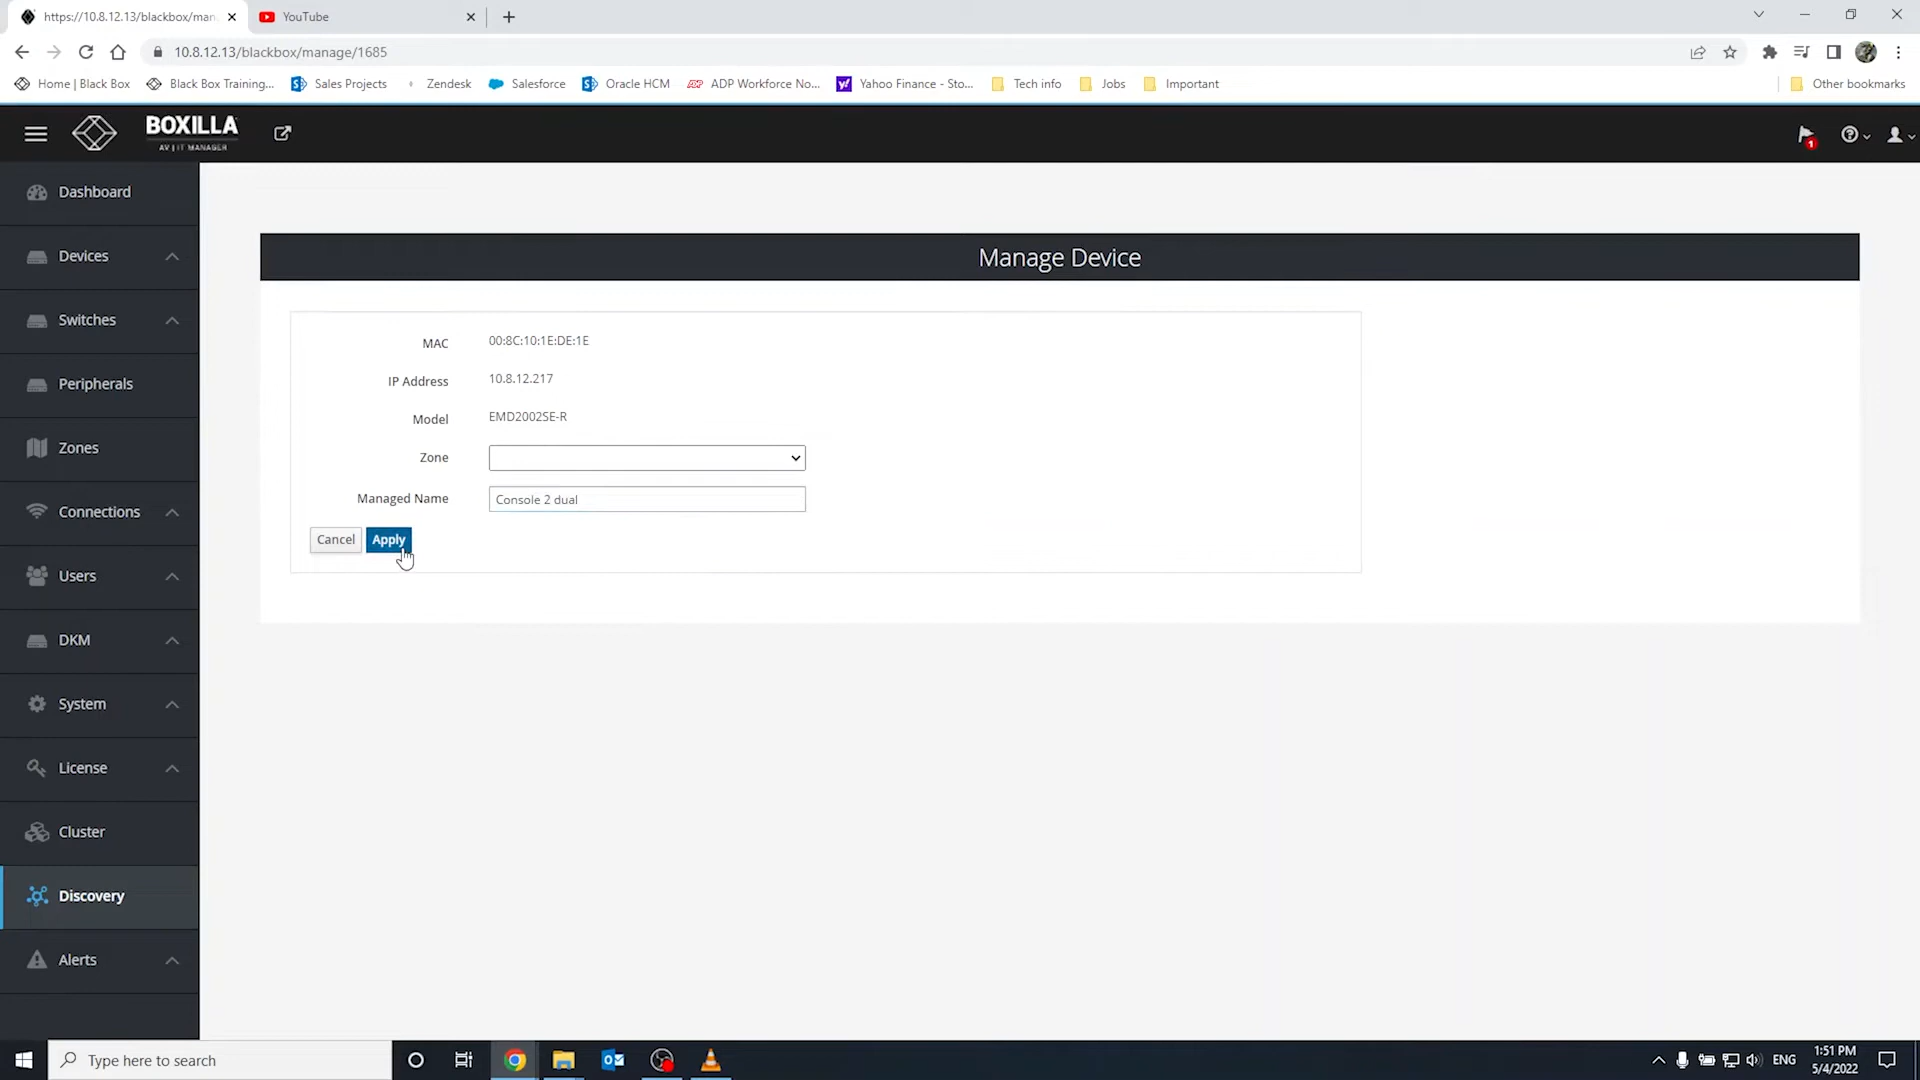 https://10.8.12.13/blackbox/man
YouTube
10.8.12.13/blackbox/manage/1685
Home | Black Box
Black Box Training...
Sales Projects
Zendesk
Salesforce
Oracle HCM
ADP Workforce No...
Yahoo Finance - Sto...
Tech info
Jobs
Important
Other bookmarks
BOXILLA
AV | IT MANAGER
1
Dashboard
Devices
Switches
Peripherals
Zones
Connections
Users
DKM
System
License
Cluster
Discovery
Alerts
Manage Device
MAC 00:8C:10:1E:DE:1E
IP Address 10.8.12.217
Model EMD2002SE-R
Zone
Managed Name Console 2 dual
Cancel Apply
Type here to search
ENG
1:51 PM
5/4/2022